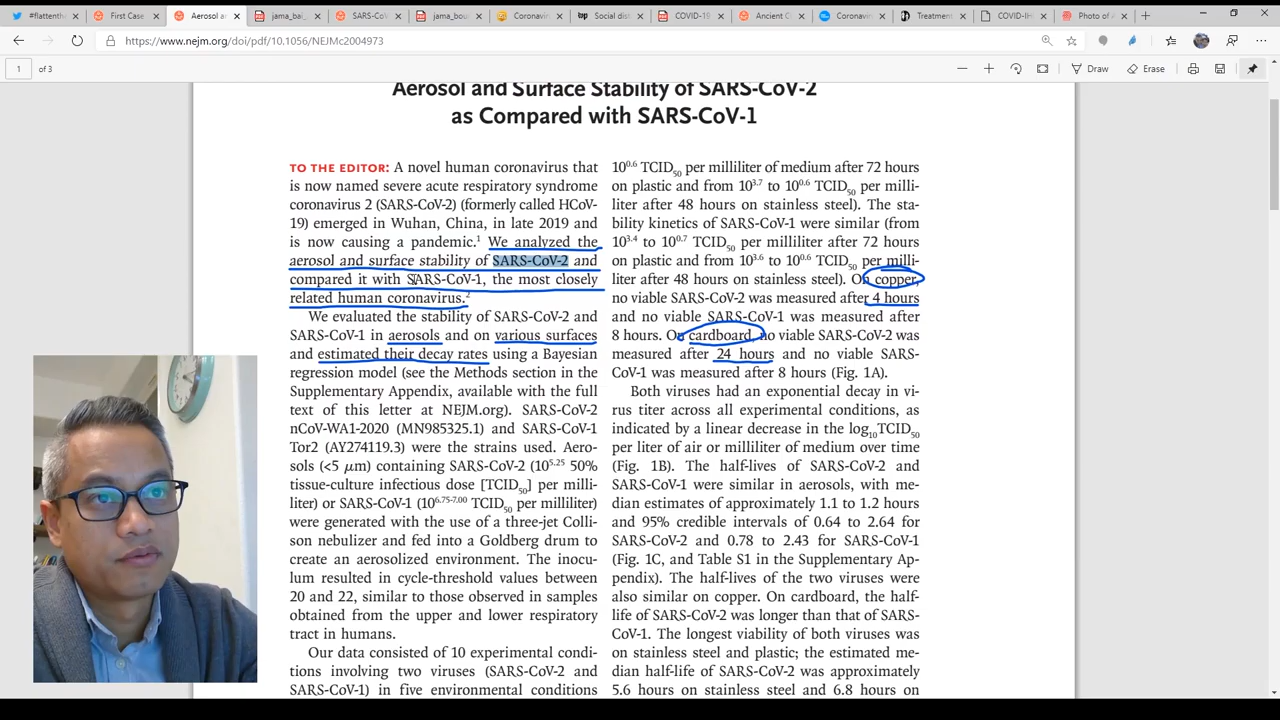 #flattenth
First Case
Aerosol ar
jama_bai_
SARS-CoV
jama_bou
Coronavir
Social dis
COVID-19
Ancient C
Coronavir
Treatmen
COVID-IH
Photo of A
https://www.nejm.org/doi/pdf/10.1056/NEJMc2004973
1 of 3
Draw
Erase
Aerosol and Surface Stability of SARS-CoV-2
as Compared with SARS-CoV-1
TO THE EDITOR: A novel human coronavirus that
is now named severe acute respiratory syndrome
coronavirus 2 (SARS-CoV-2) (formerly called HCoV-
19) emerged in Wuhan, China, in late 2019 and
is now causing a pandemic.1 We analyzed the
aerosol and surface stability of SARS-CoV-2 and
compared it with SARS-CoV-1, the most closely
related human coronavirus.2
We evaluated the stability of SARS-CoV-2 and
SARS-CoV-1 in aerosols and on various surfaces
and estimated their decay rates using a Bayesian
regression model (see the Methods section in the
Supplementary Appendix, available with the full
text of this letter at NEJM.org). SARS-CoV-2
nCoV-WA1-2020 (MN985325.1) and SARS-CoV-1
Tor2 (AY274119.3) were the strains used. Aero-
sols (<5 μm) containing SARS-CoV-2 (10^5.25 50%
tissue-culture infectious dose [TCID50] per milli-
liter) or SARS-CoV-1 (10^6.75-7.00 TCID50 per milliliter)
were generated with the use of a three-jet Colli-
son nebulizer and fed into a Goldberg drum to
create an aerosolized environment. The inocu-
lum resulted in cycle-threshold values between
20 and 22, similar to those observed in samples
obtained from the upper and lower respiratory
tract in humans.
Our data consisted of 10 experimental condi-
tions involving two viruses (SARS-CoV-2 and
SARS-CoV-1) in five environmental conditions
10^0.6 TCID50 per milliliter of medium after 72 hours
on plastic and from 10^3.7 to 10^0.6 TCID50 per milli-
liter after 48 hours on stainless steel). The sta-
bility kinetics of SARS-CoV-1 were similar (from
10^3.4 to 10^0.7 TCID50 per milliliter after 72 hours
on plastic and from 10^3.6 to 10^0.6 TCID50 per milli-
liter after 48 hours on stainless steel). On copper,
no viable SARS-CoV-2 was measured after 4 hours
and no viable SARS-CoV-1 was measured after
8 hours. On cardboard, no viable SARS-CoV-2 was
measured after 24 hours and no viable SARS-
CoV-1 was measured after 8 hours (Fig. 1A).
Both viruses had an exponential decay in vi-
rus titer across all experimental conditions, as
indicated by a linear decrease in the log10TCID50
per liter of air or milliliter of medium over time
(Fig. 1B). The half-lives of SARS-CoV-2 and
SARS-CoV-1 were similar in aerosols, with me-
dian estimates of approximately 1.1 to 1.2 hours
and 95% credible intervals of 0.64 to 2.64 for
SARS-CoV-2 and 0.78 to 2.43 for SARS-CoV-1
(Fig. 1C, and Table S1 in the Supplementary Ap-
pendix). The half-lives of the two viruses were
also similar on copper. On cardboard, the half-
life of SARS-CoV-2 was longer than that of SARS-
CoV-1. The longest viability of both viruses was
on stainless steel and plastic; the estimated me-
dian half-life of SARS-CoV-2 was approximately
5.6 hours on stainless steel and 6.8 hours on